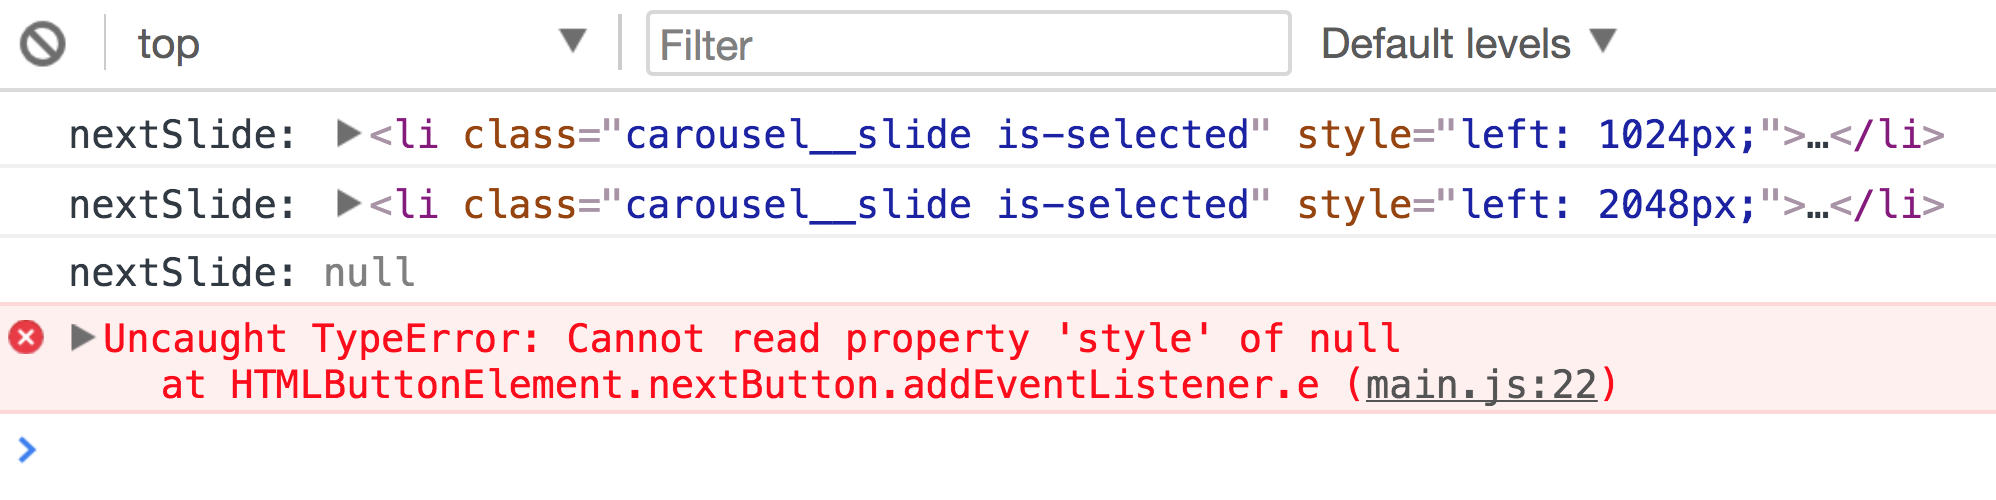 top Filter Default levels
nextSlide: <li class="carousel__slide is-selected" style="left: 1024px;">…</li>
nextSlide: <li class="carousel__slide is-selected" style="left: 2048px;">…</li>
nextSlide: null
Uncaught TypeError: Cannot read property 'style' of null
at HTMLButtonElement.nextButton.addEventListener.e (main.js:22)